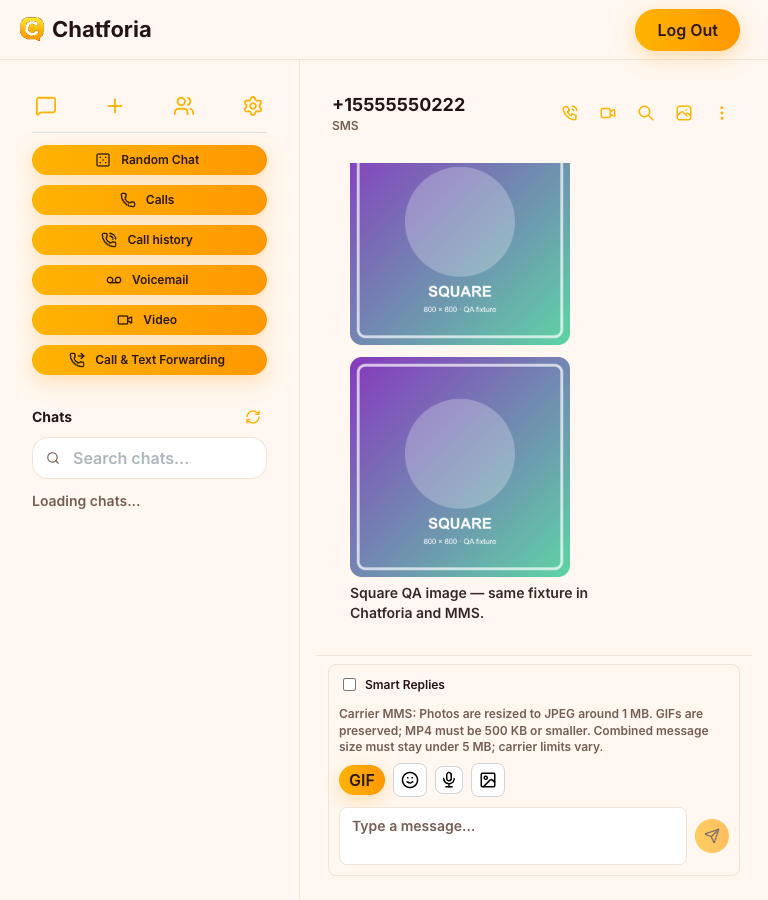 Chatforia
Log Out
Random Chat
Calls
Call history
Voicemail
Video
Call & Text Forwarding
Chats
Search chats...
Loading chats...
+15555550222
SMS
SQUARE
800 × 800 · QA fixture
SQUARE
800 × 800 · QA fixture
Square QA image — same fixture in
Chatforia and MMS.
Smart Replies
Carrier MMS: Photos are resized to JPEG around 1 MB. GIFs are
preserved; MP4 must be 500 KB or smaller. Combined message
size must stay under 5 MB; carrier limits vary.
GIF
Type a message...